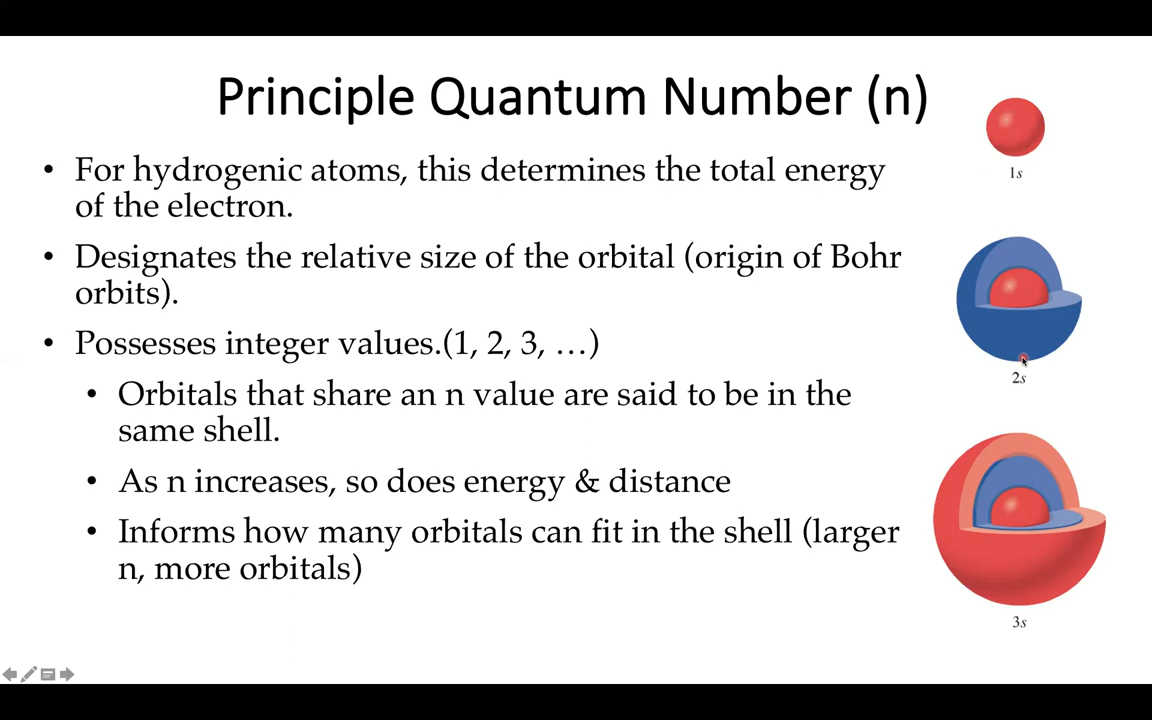 Principle Quantum Number (n)
• For hydrogenic atoms, this determines the total energy
of the electron.
• Designates the relative size of the orbital (origin of Bohr
orbits).
• Possesses integer values.(1, 2, 3, …)
• Orbitals that share an n value are said to be in the
same shell.
• As n increases, so does energy & distance
• Informs how many orbitals can fit in the shell (larger
n, more orbitals)
1s
2s
3s